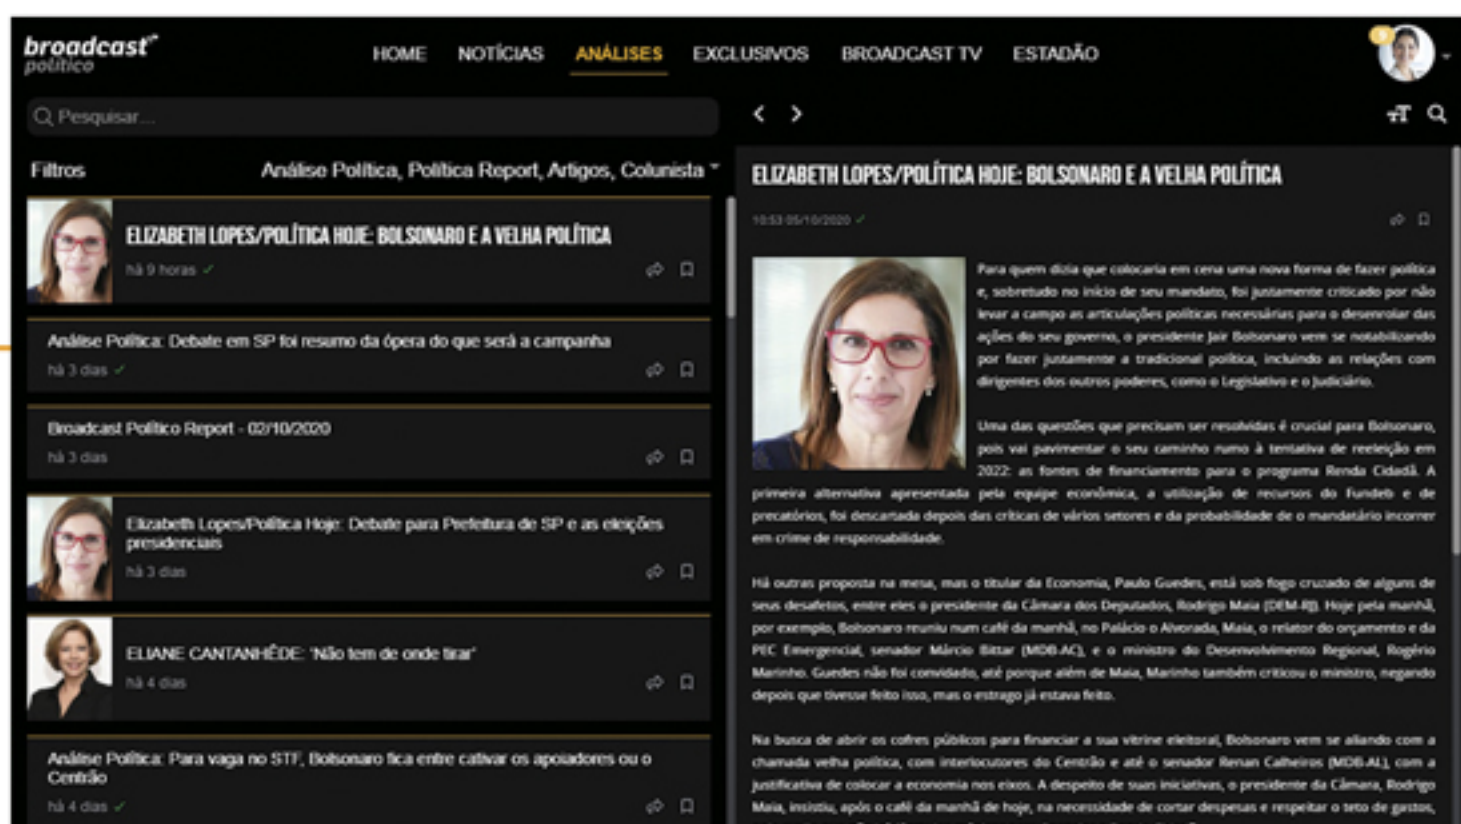 broadcast
político
HOME NOTÍCIAS ANÁLISES EXCLUSIVOS BROADCAST TV ESTADÃO
9
Pesquisar...
Filtros
Análise Política, Política Report, Artigos, Colunista
ELIZABETH LOPES/POLÍTICA HOJE: BOLSONARO E A VELHA POLÍTICA
há 9 horas
Análise Política: Debate em SP foi resumo da ópera do que será a campanha
há 3 dias
Broadcast Político Report - 02/10/2020
há 3 dias
Elizabeth Lopes/Política Hoje: Debate para Prefeitura de SP e as eleições
presidenciais
há 3 dias
ELIANE CANTANHÊDE: 'Não tem de onde tirar'
há 4 dias
Análise Política: Para vaga no STF, Bolsonaro fica entre cativar os apoiadores ou o
Centrão
há 4 dias
ELIZABETH LOPES/POLÍTICA HOJE: BOLSONARO E A VELHA POLÍTICA
10:53 05/10/2020
Para quem dizia que colocaria em cena uma nova forma de fazer política
e, sobretudo no início de seu mandato, foi justamente criticado por não
levar a campo as articulações políticas necessárias para o desenrolar das
ações do seu governo, o presidente Jair Bolsonaro vem se notabilizando
por fazer justamente a tradicional política, incluindo as relações com
dirigentes dos outros poderes, como o Legislativo e o Judiciário.
Uma das questões que precisam ser resolvidas é crucial para Bolsonaro,
pois vai pavimentar o seu caminho rumo à tentativa de reeleição em
2022: as fontes de financiamento para o programa Renda Cidadã. A
primeira alternativa apresentada pela equipe econômica, a utilização de recursos do Fundeb e de
precatórios, foi descartada depois das críticas de vários setores e da probabilidade de o mandatário incorrer
em crime de responsabilidade.
Há outras proposta na mesa, mas o titular da Economia, Paulo Guedes, está sob fogo cruzado de alguns de
seus desafetos, entre eles o presidente da Câmara dos Deputados, Rodrigo Maia (DEM-RJ). Hoje pela manhã,
por exemplo, Bolsonaro reuniu num café da manhã, no Palácio o Alvorada, Maia, o relator do orçamento e da
PEC Emergencial, senador Márcio Bittar (MDB-AC), e o ministro do Desenvolvimento Regional, Rogério
Marinho. Guedes não foi convidado, até porque além de Maia, Marinho também criticou o ministro, negando
depois que tivesse feito isso, mas o estrago já estava feito.
Na busca de abrir os cofres públicos para financiar a sua vitrine eleitoral, Bolsonaro vem se aliando com a
chamada velha política, com interlocutores do Centrão e até o senador Renan Calheiros (MDB-AL), com a
justificativa de colocar a economia nos eixos. A despeito de suas iniciativas, o presidente da Câmara, Rodrigo
Maia, insistiu, após o café da manhã de hoje, na necessidade de cortar despesas e respeitar o teto de gastos,